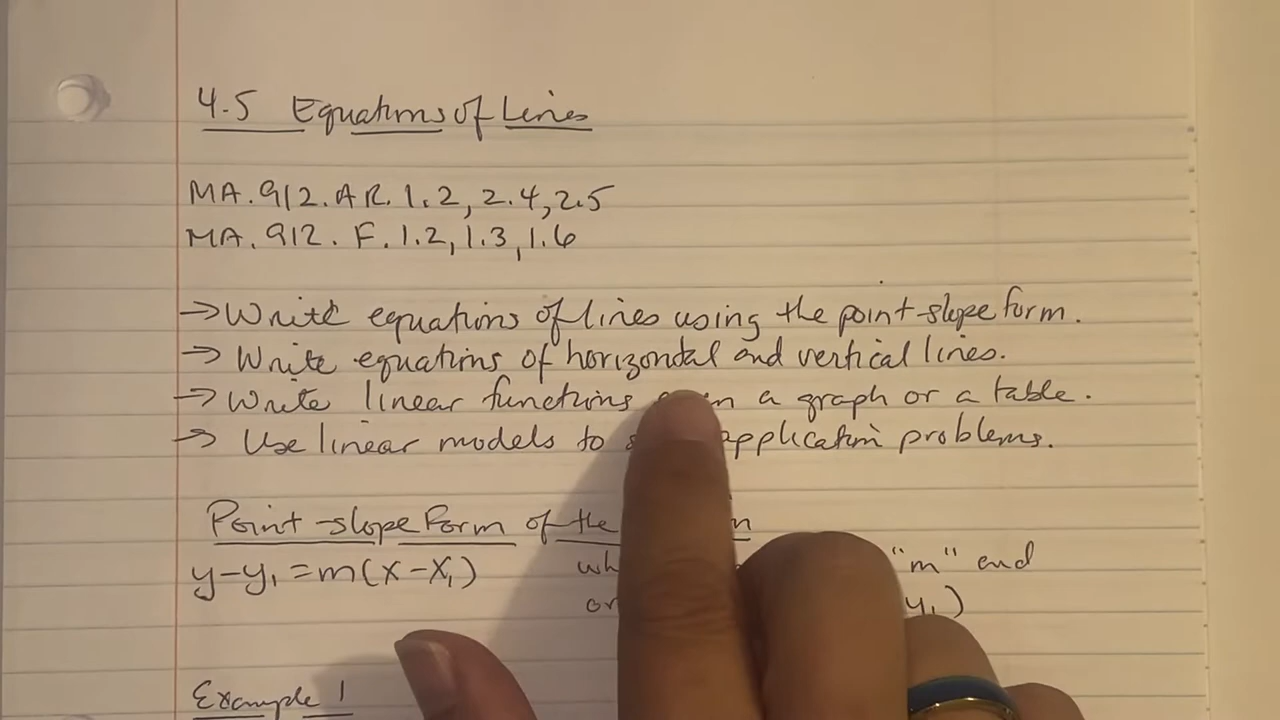 4.5 Equations of Lines
MA.912.AR.1.2, 2.4, 2.5
MA.912.F.1.2, 1.3, 1.6
→ Write equations of lines using the point-slope form.
→ Write equations of horizontal and vertical lines.
→ Write linear functions a graph or a table.
→ Use linear models to application problems.
Point-slope Form of the
y-y₁=m(x-x₁) "m" and
y₁)
Example 1